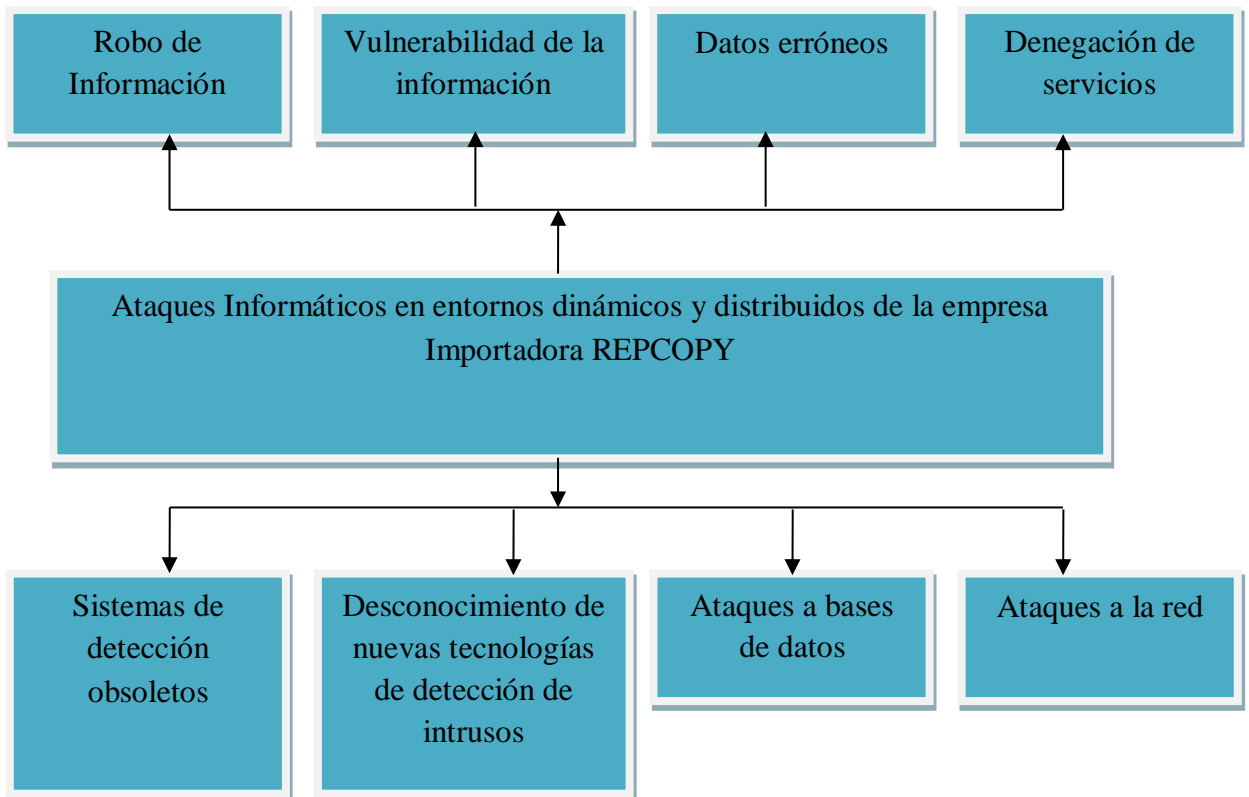 Robo de
Información
Vulnerabilidad de la
información
Datos erróneos
Denegación de
servicios
Ataques Informáticos en entornos dinámicos y distribuidos de la empresa
Importadora REPCOPY
Sistemas de
detección
obsoletos
Desconocimiento de
nuevas tecnologías
de detección de
intrusos
Ataques a bases
de datos
Ataques a la red